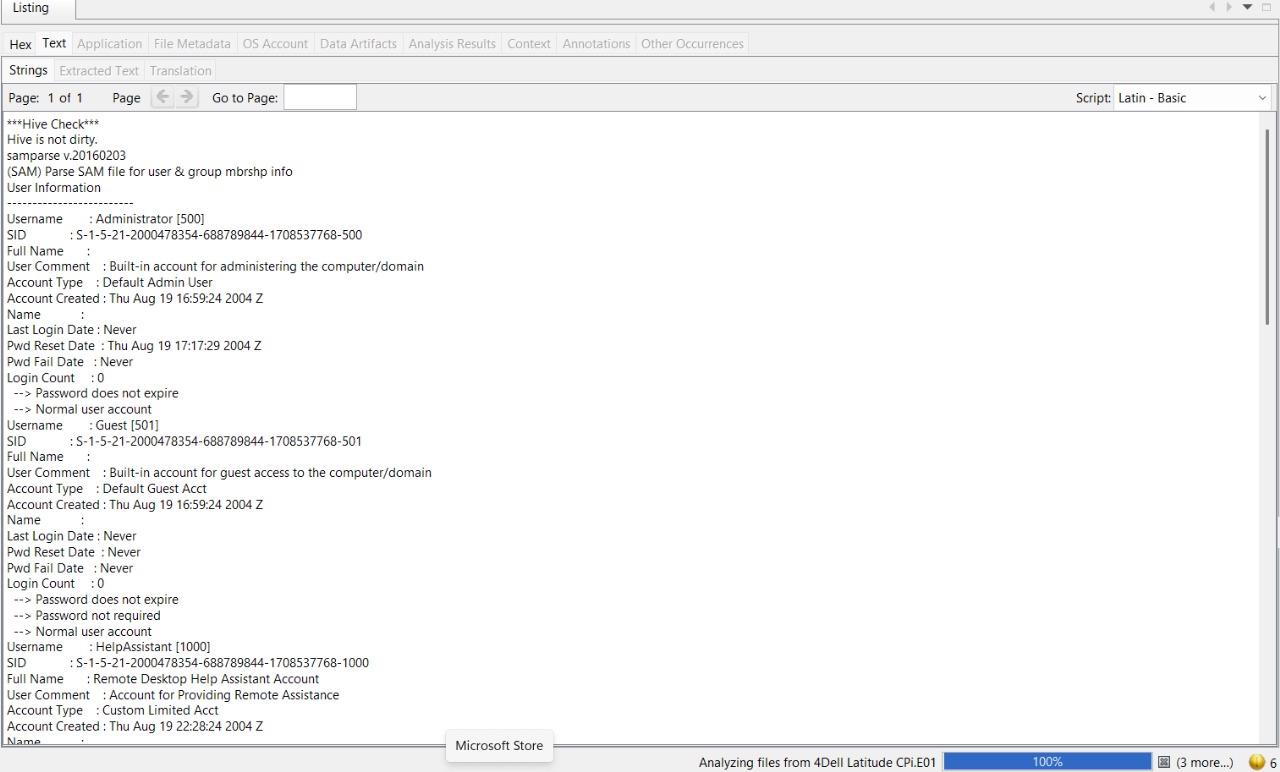 Listing
Hex Text Application File Metadata OS Account Data Artifacts Analysis Results Context Annotations Other Occurrences
Strings Extracted Text Translation
Page: 1 of 1 Page Go to Page: Script: Latin - Basic
***Hive Check***
Hive is not dirty.
samparse v.20160203
(SAM) Parse SAM file for user & group mbrshp info
User Information
-------------------------
Username : Administrator [500]
SID : S-1-5-21-2000478354-688789844-1708537768-500
Full Name :
User Comment : Built-in account for administering the computer/domain
Account Type : Default Admin User
Account Created : Thu Aug 19 16:59:24 2004 Z
Name :
Last Login Date : Never
Pwd Reset Date : Thu Aug 19 17:17:29 2004 Z
Pwd Fail Date : Never
Login Count : 0
--> Password does not expire
--> Normal user account
Username : Guest [501]
SID : S-1-5-21-2000478354-688789844-1708537768-501
Full Name :
User Comment : Built-in account for guest access to the computer/domain
Account Type : Default Guest Acct
Account Created : Thu Aug 19 16:59:24 2004 Z
Name :
Last Login Date : Never
Pwd Reset Date : Never
Pwd Fail Date : Never
Login Count : 0
--> Password does not expire
--> Password not required
--> Normal user account
Username : HelpAssistant [1000]
SID : S-1-5-21-2000478354-688789844-1708537768-1000
Full Name : Remote Desktop Help Assistant Account
User Comment : Account for Providing Remote Assistance
Account Type : Custom Limited Acct
Account Created : Thu Aug 19 22:28:24 2004 Z
Name :
Microsoft Store
Analyzing files from 4Dell Latitude CPi.E01 100% (3 more...) 6